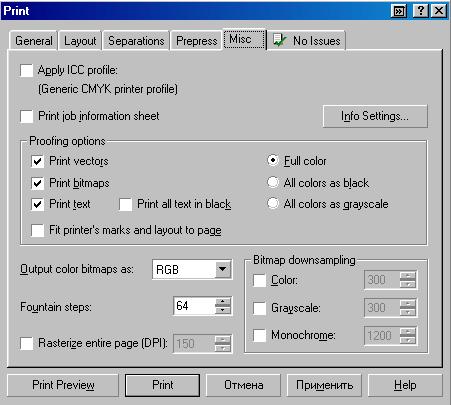 Print
General Layout Separations Prepress Misc No Issues
Apply ICC profile:
(Generic CMYK printer profile)
Print job information sheet Info Settings...
Proofing options
Print vectors Full color
Print bitmaps All colors as black
Print text Print all text in black All colors as grayscale
Fit printer's marks and layout to page
Output color bitmaps as: RGB
Bitmap downsampling
Color: 300
Fountain steps: 64
Grayscale: 300
Rasterize entire page (DPI): 150
Monochrome: 1200
Print Preview Print Отмена Применить Help